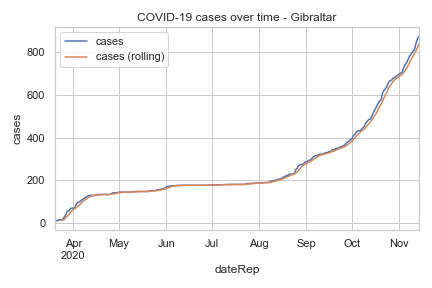 COVID-19 cases over time - Gibraltar
cases
cases (rolling)
800
600
400
200
0
cases
Apr
2020
May
Jun
Jul
Aug
Sep
Oct
Nov
dateRep